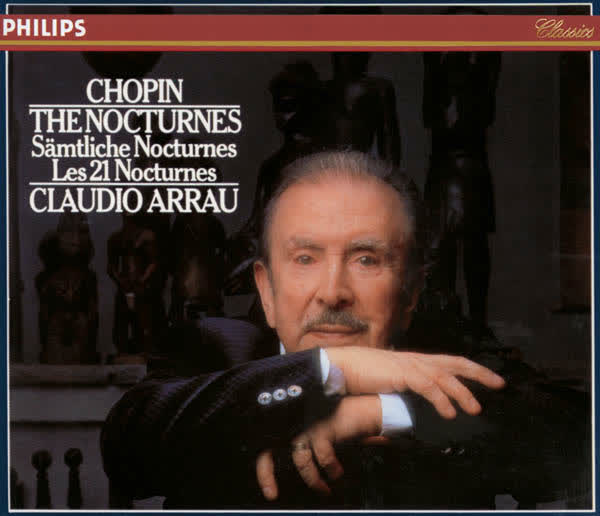 PHILIPS
Classics
CHOPIN
THE NOCTURNES
Sämtliche Nocturnes
Les 21 Nocturnes
CLAUDIO ARRAU